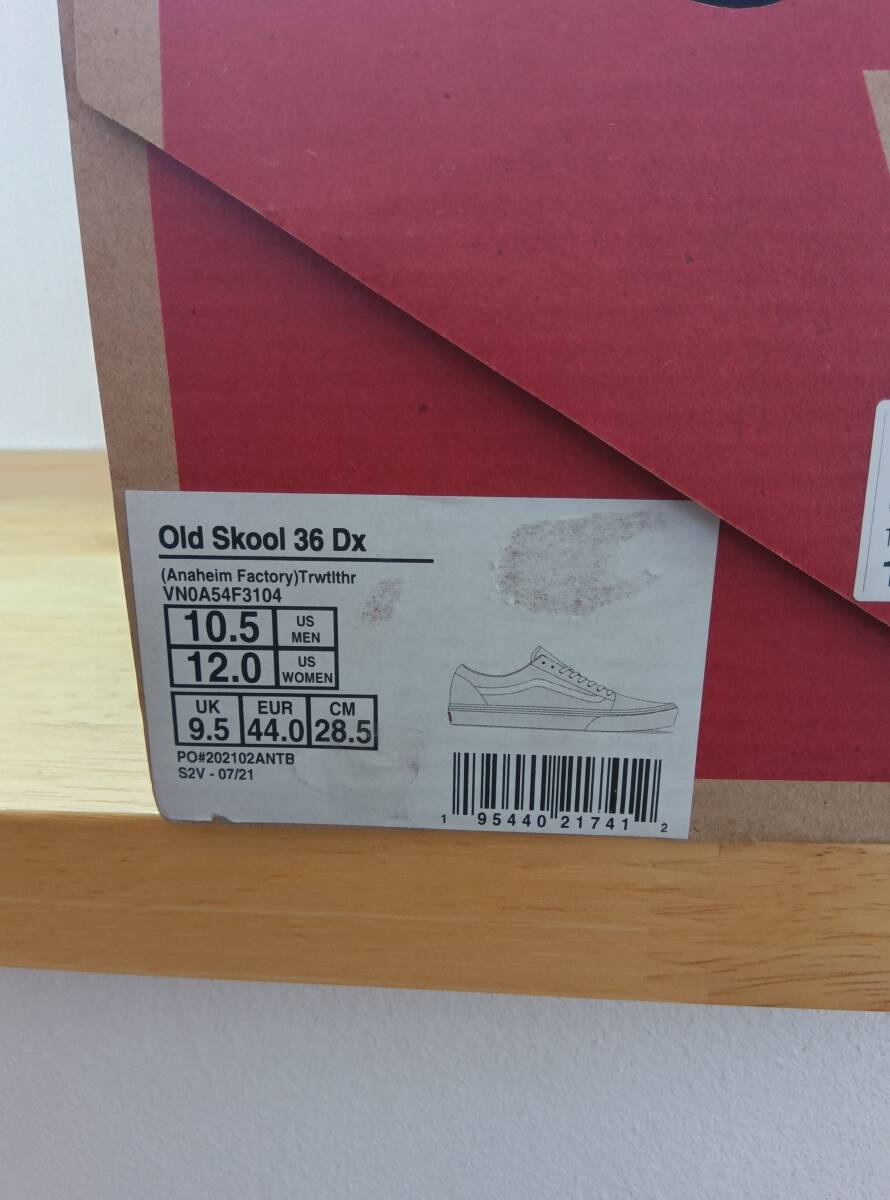 Old Skool 36 Dx
(Anaheim Factory)Trwtlthr
VN0A54F3104
10.5 US MEN
12.0 US WOMEN
UK EUR CM
9.5 44.0 28.5
PO#202102ANTB
S2V - 07/21
1 95440 21741 2